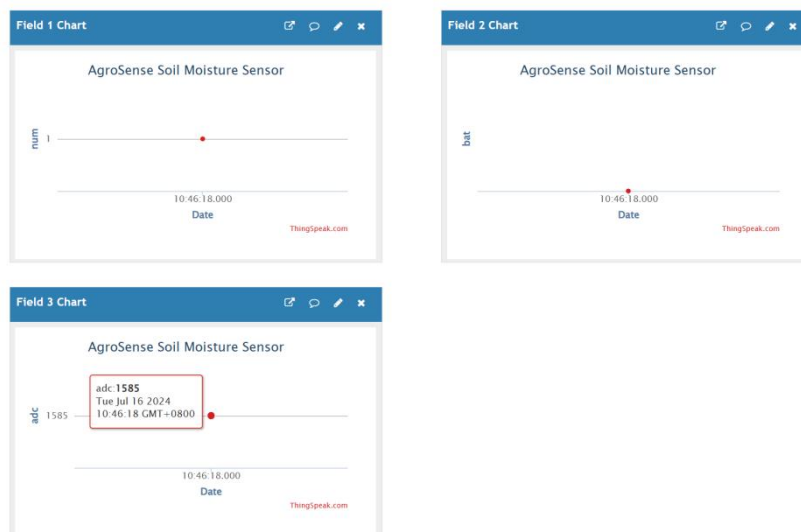 Field 1 Chart
AgroSense Soil Moisture Sensor
num
1
10:46:18.000
Date
ThingSpeak.com
Field 2 Chart
AgroSense Soil Moisture Sensor
bat
10:46:18.000
Date
ThingSpeak.com
Field 3 Chart
AgroSense Soil Moisture Sensor
adc:1585
Tue Jul 16 2024
10:46:18 GMT+0800
adc
1585
10:46:18.000
Date
ThingSpeak.com